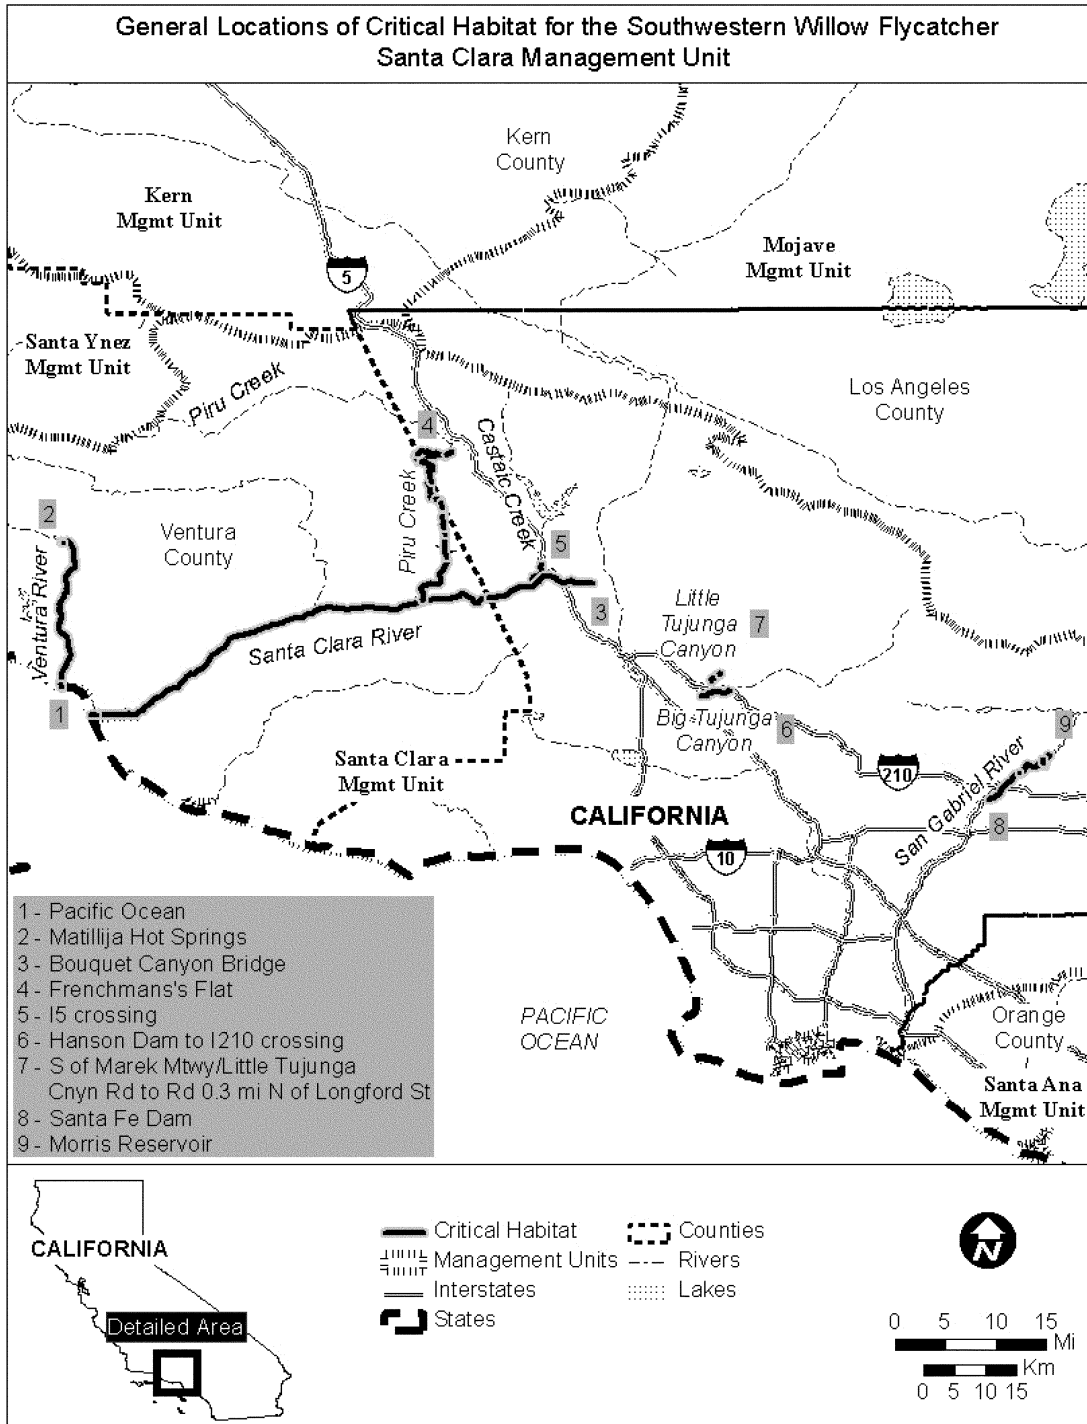 General Locations of Critical Habitat for the Southwestern Willow Flycatcher
Santa Clara Management Unit
Kern
County
Kern
Mgmt Unit
Mojave
Mgmt Unit
5
Santa Ynez
Mgmt Unit
Piru Creek
Los Angeles
County
4
Castaic Creek
2
Ventura
County
Piru Creek
5
Ventura River
3
Little
Tujunga
Canyon
7
Santa Clara River
1
Big Tujunga
Canyon
6
9
Santa Clara
Mgmt Unit
210
San Gabriel River
CALIFORNIA
8
10
1 - Pacific Ocean
2 - Matillija Hot Springs
3 - Bouquet Canyon Bridge
4 - Frenchmans's Flat
5 - I5 crossing
6 - Hanson Dam to I210 crossing
7 - S of Marek Mtwy/Little Tujunga
Cnyn Rd to Rd 0.3 mi N of Longford St
8 - Santa Fe Dam
9 - Morris Reservoir
PACIFIC
OCEAN
Orange
County
Santa Ana
Mgmt Unit
CALIFORNIA
Detailed Area
Critical Habitat
Management Units
Interstates
States
Counties
Rivers
Lakes
N
0 5 10 15
Mi
Km
0 5 10 15